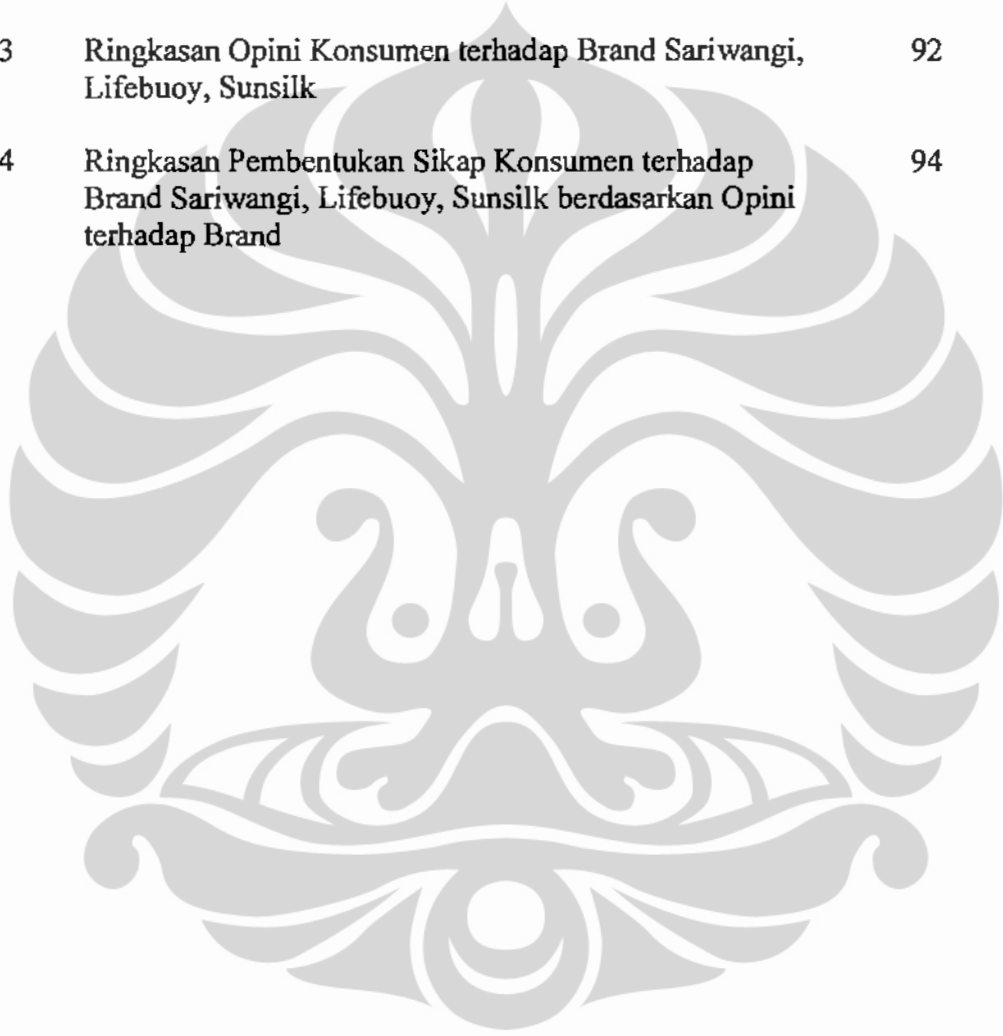 3 Ringkasan Opini Konsumen terhadap Brand Sariwangi, 92
Lifebuoy, Sunsilk
4 Ringkasan Pembentukan Sikap Konsumen terhadap 94
Brand Sariwangi, Lifebuoy, Sunsilk berdasarkan Opini
terhadap Brand